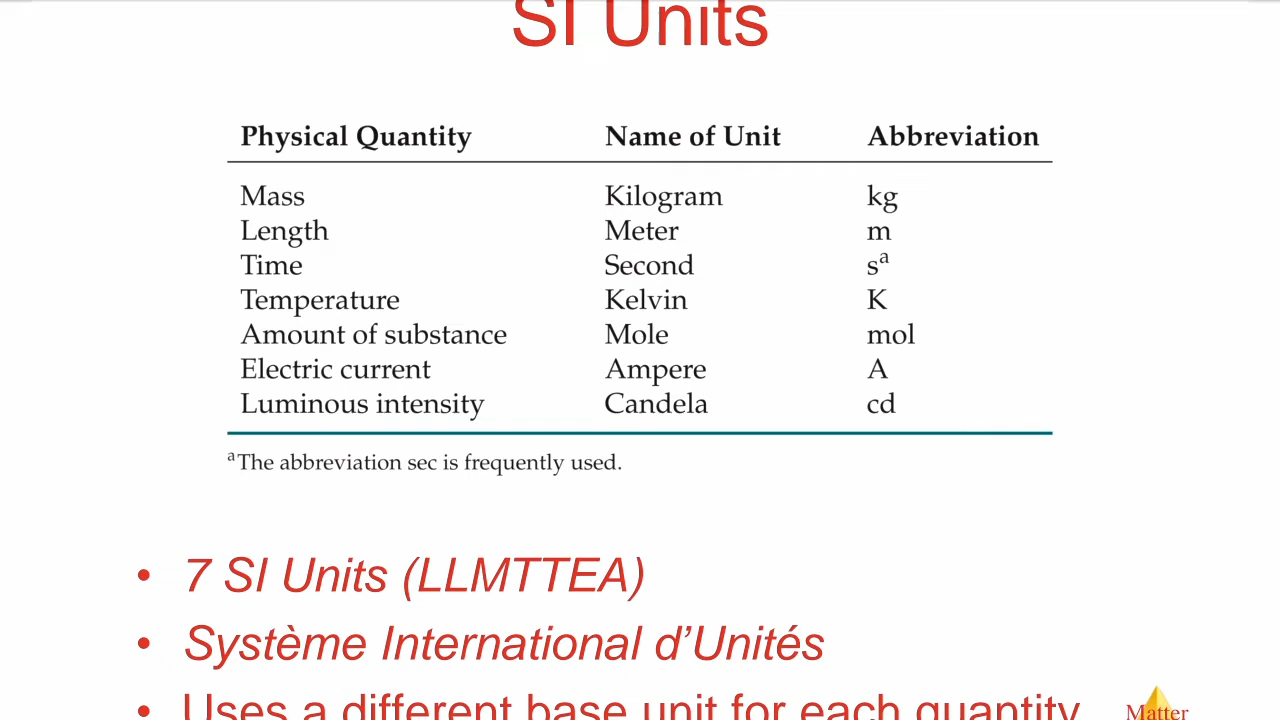 SI Units
Physical Quantity Name of Unit Abbreviation
Mass Kilogram kg
Length Meter m
Time Second sᵃ
Temperature Kelvin K
Amount of substance Mole mol
Electric current Ampere A
Luminous intensity Candela cd
ᵃThe abbreviation sec is frequently used.
• 7 SI Units (LLMTTEA)
• Système International d’Unités
• Uses a different base unit for each quantity
Matter